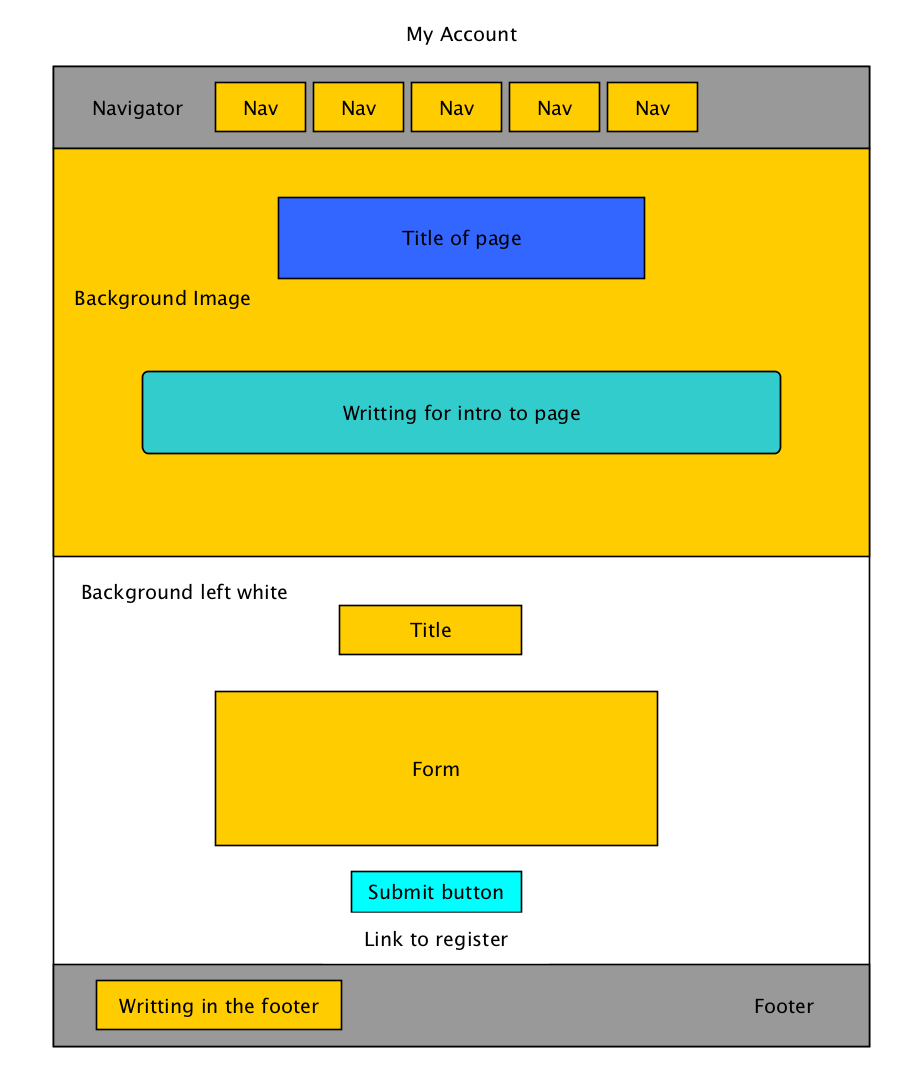 My Account
Navigator
Nav
Nav
Nav
Nav
Nav
Title of page
Background Image
Writting for intro to page
Background left white
Title
Form
Submit button
Link to register
Writting in the footer
Footer